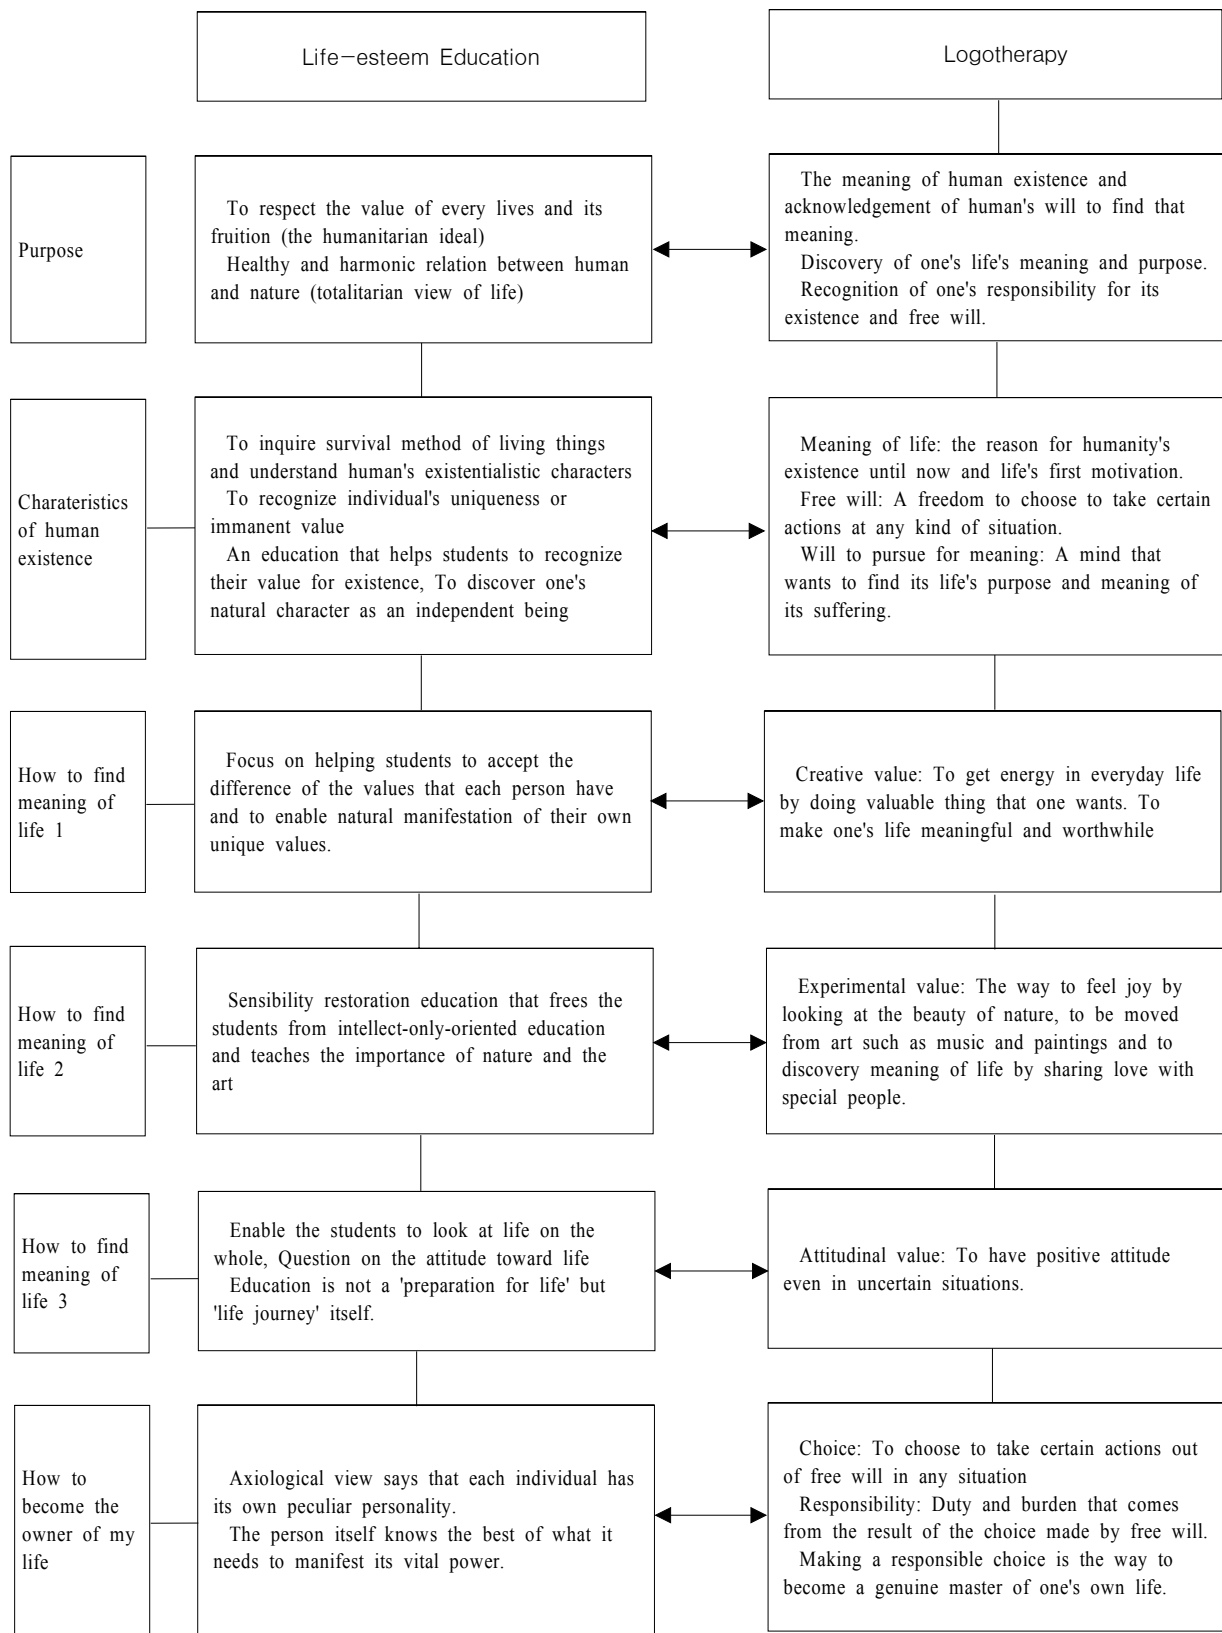 Life-esteem Education
Logotherapy
Purpose
To respect the value of every lives and its
fruition (the humanitarian ideal)
Healthy and harmonic relation between human
and nature (totalitarian view of life)
The meaning of human existence and
acknowledgement of human's will to find that
meaning.
Discovery of one's life's meaning and purpose.
Recognition of one's responsibility for its
existence and free will.
Charateristics
of human
existence
To inquire survival method of living things
and understand human's existentialistic characters
To recognize individual's uniqueness or
immanent value
An education that helps students to recognize
their value for existence, To discover one's
natural character as an independent being
Meaning of life: the reason for humanity's
existence until now and life's first motivation.
Free will: A freedom to choose to take certain
actions at any kind of situation.
Will to pursue for meaning: A mind that
wants to find its life's purpose and meaning of
its suffering.
How to find
meaning of
life 1
Focus on helping students to accept the
difference of the values that each person have
and to enable natural manifestation of their own
unique values.
Creative value: To get energy in everyday life
by doing valuable thing that one wants. To
make one's life meaningful and worthwhile
How to find
meaning of
life 2
Sensibility restoration education that frees the
students from intellect-only-oriented education
and teaches the importance of nature and the
art
Experimental value: The way to feel joy by
looking at the beauty of nature, to be moved
from art such as music and paintings and to
discovery meaning of life by sharing love with
special people.
How to find
meaning of
life 3
Enable the students to look at life on the
whole, Question on the attitude toward life
Education is not a 'preparation for life' but
'life journey' itself.
Attitudinal value: To have positive attitude
even in uncertain situations.
How to
become the
owner of my
life
Axiological view says that each individual has
its own peculiar personality.
The person itself knows the best of what it
needs to manifest its vital power.
Choice: To choose to take certain actions out
of free will in any situation
Responsibility: Duty and burden that comes
from the result of the choice made by free will.
Making a responsible choice is the way to
become a genuine master of one's own life.